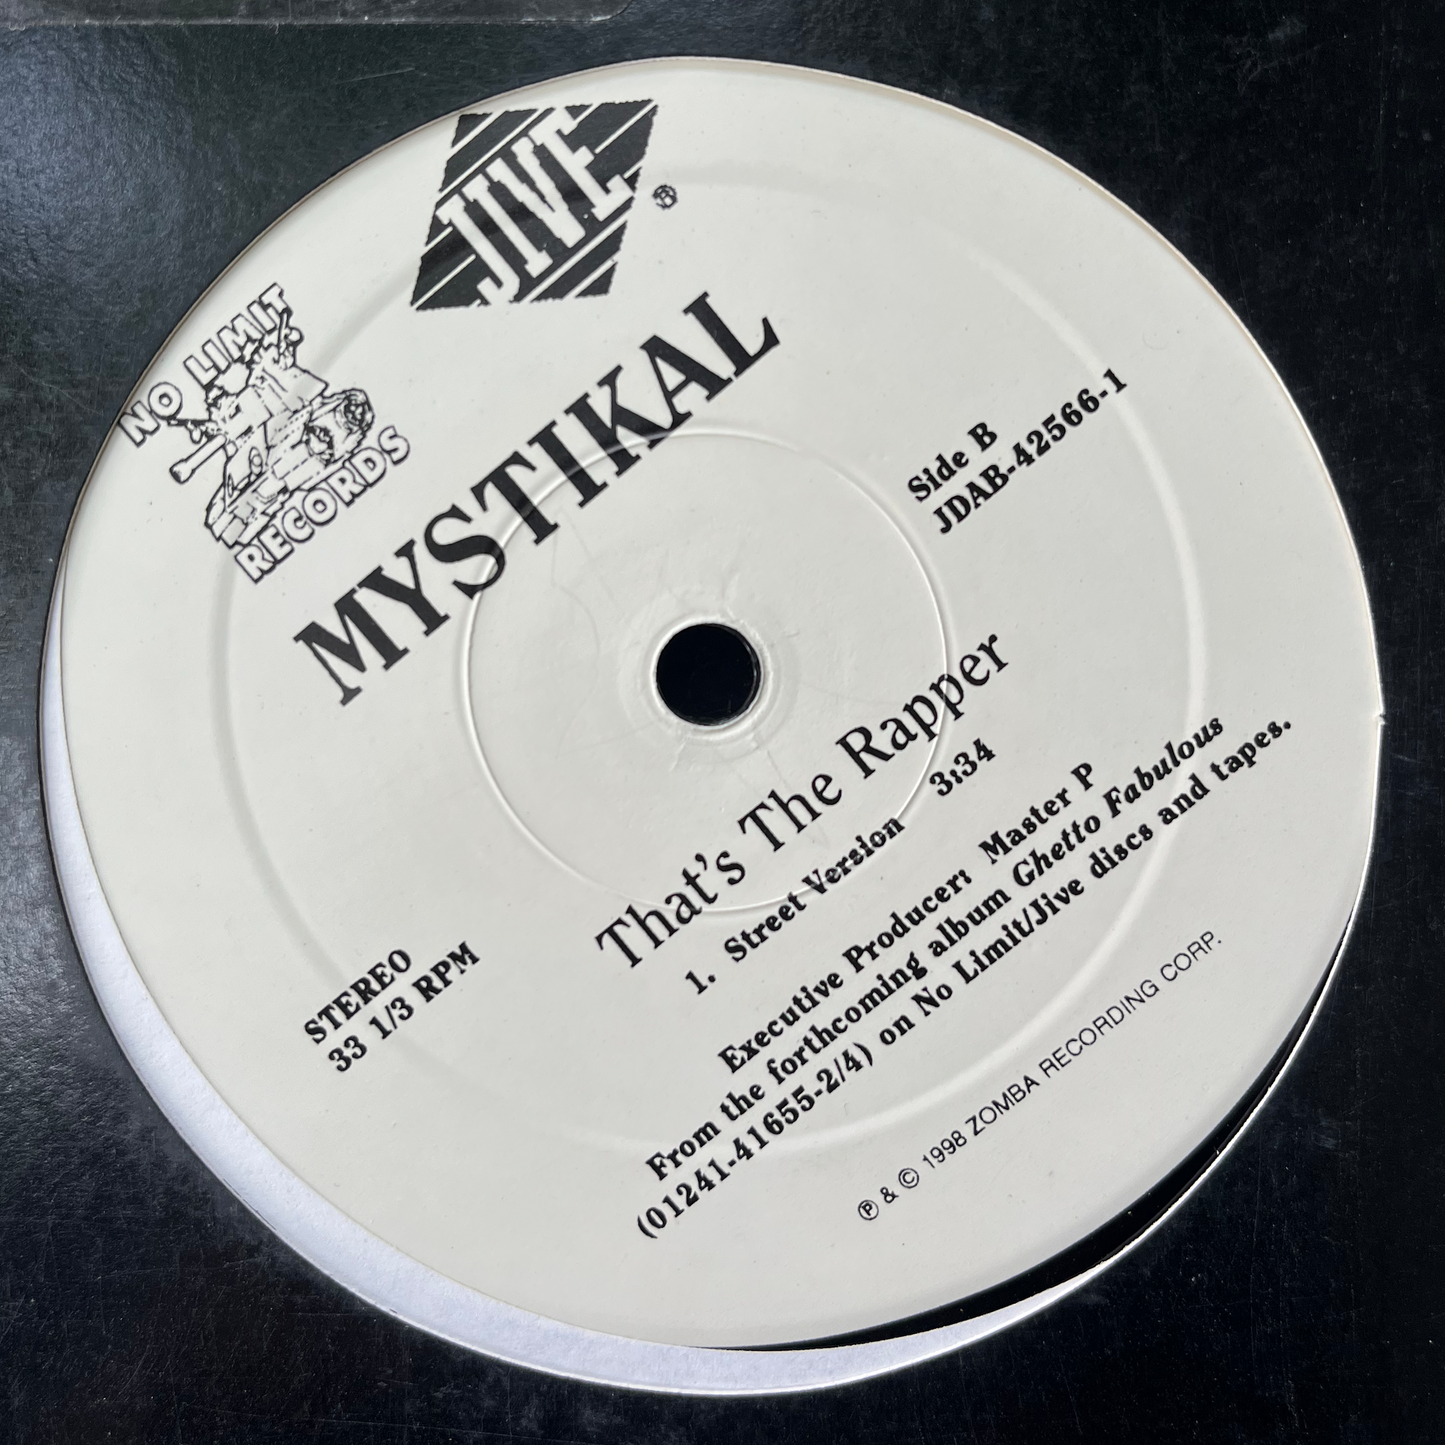 JIVE®
NO LIMIT
RECORDS
MYSTIKAL
Side B
JDAB-42566-1
STEREO
33 1/3 RPM
That's The Rapper
1. Street Version 3:34
Executive Producer: Master P
From the forthcoming album Ghetto Fabulous
(01241-41655-2/4) on No Limit/Jive discs and tapes.
Ⓟ & © 1998 ZOMBA RECORDING CORP.